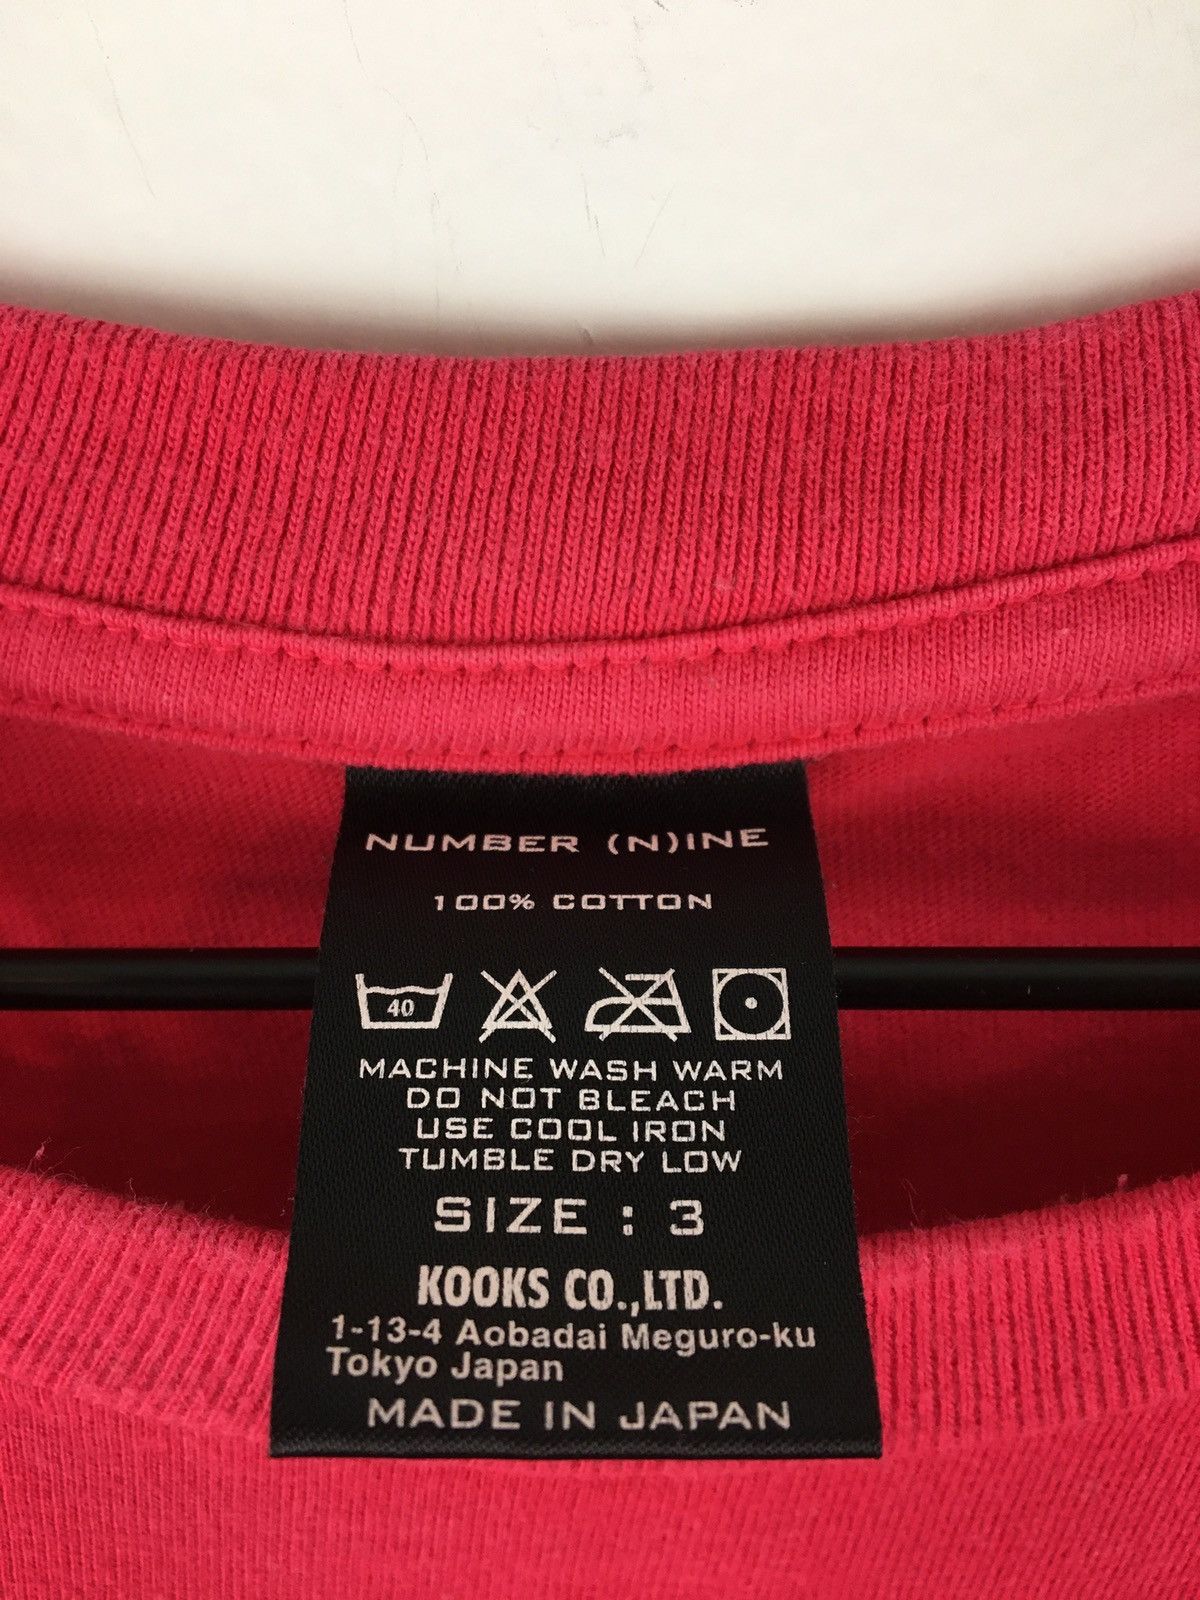 NUMBER (N)INE
100% COTTON
40
MACHINE WASH WARM
DO NOT BLEACH
USE COOL IRON
TUMBLE DRY LOW
SIZE : 3
KOOKS CO.,LTD.
1-13-4 Aobadai Meguro-ku
Tokyo Japan
MADE IN JAPAN